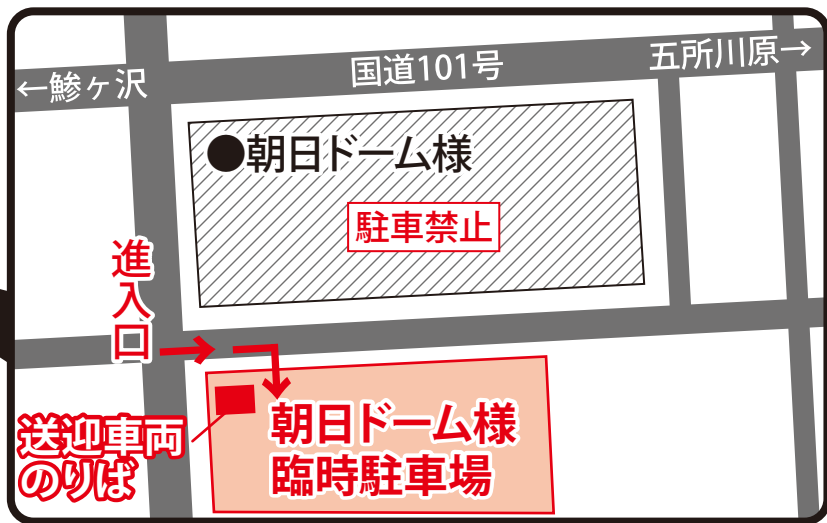 ←鰺ヶ沢
国道101号
五所川原→
●朝日ドーム様
駐車禁止
進入口
送迎車両
のりば
朝日ドーム様
臨時駐車場